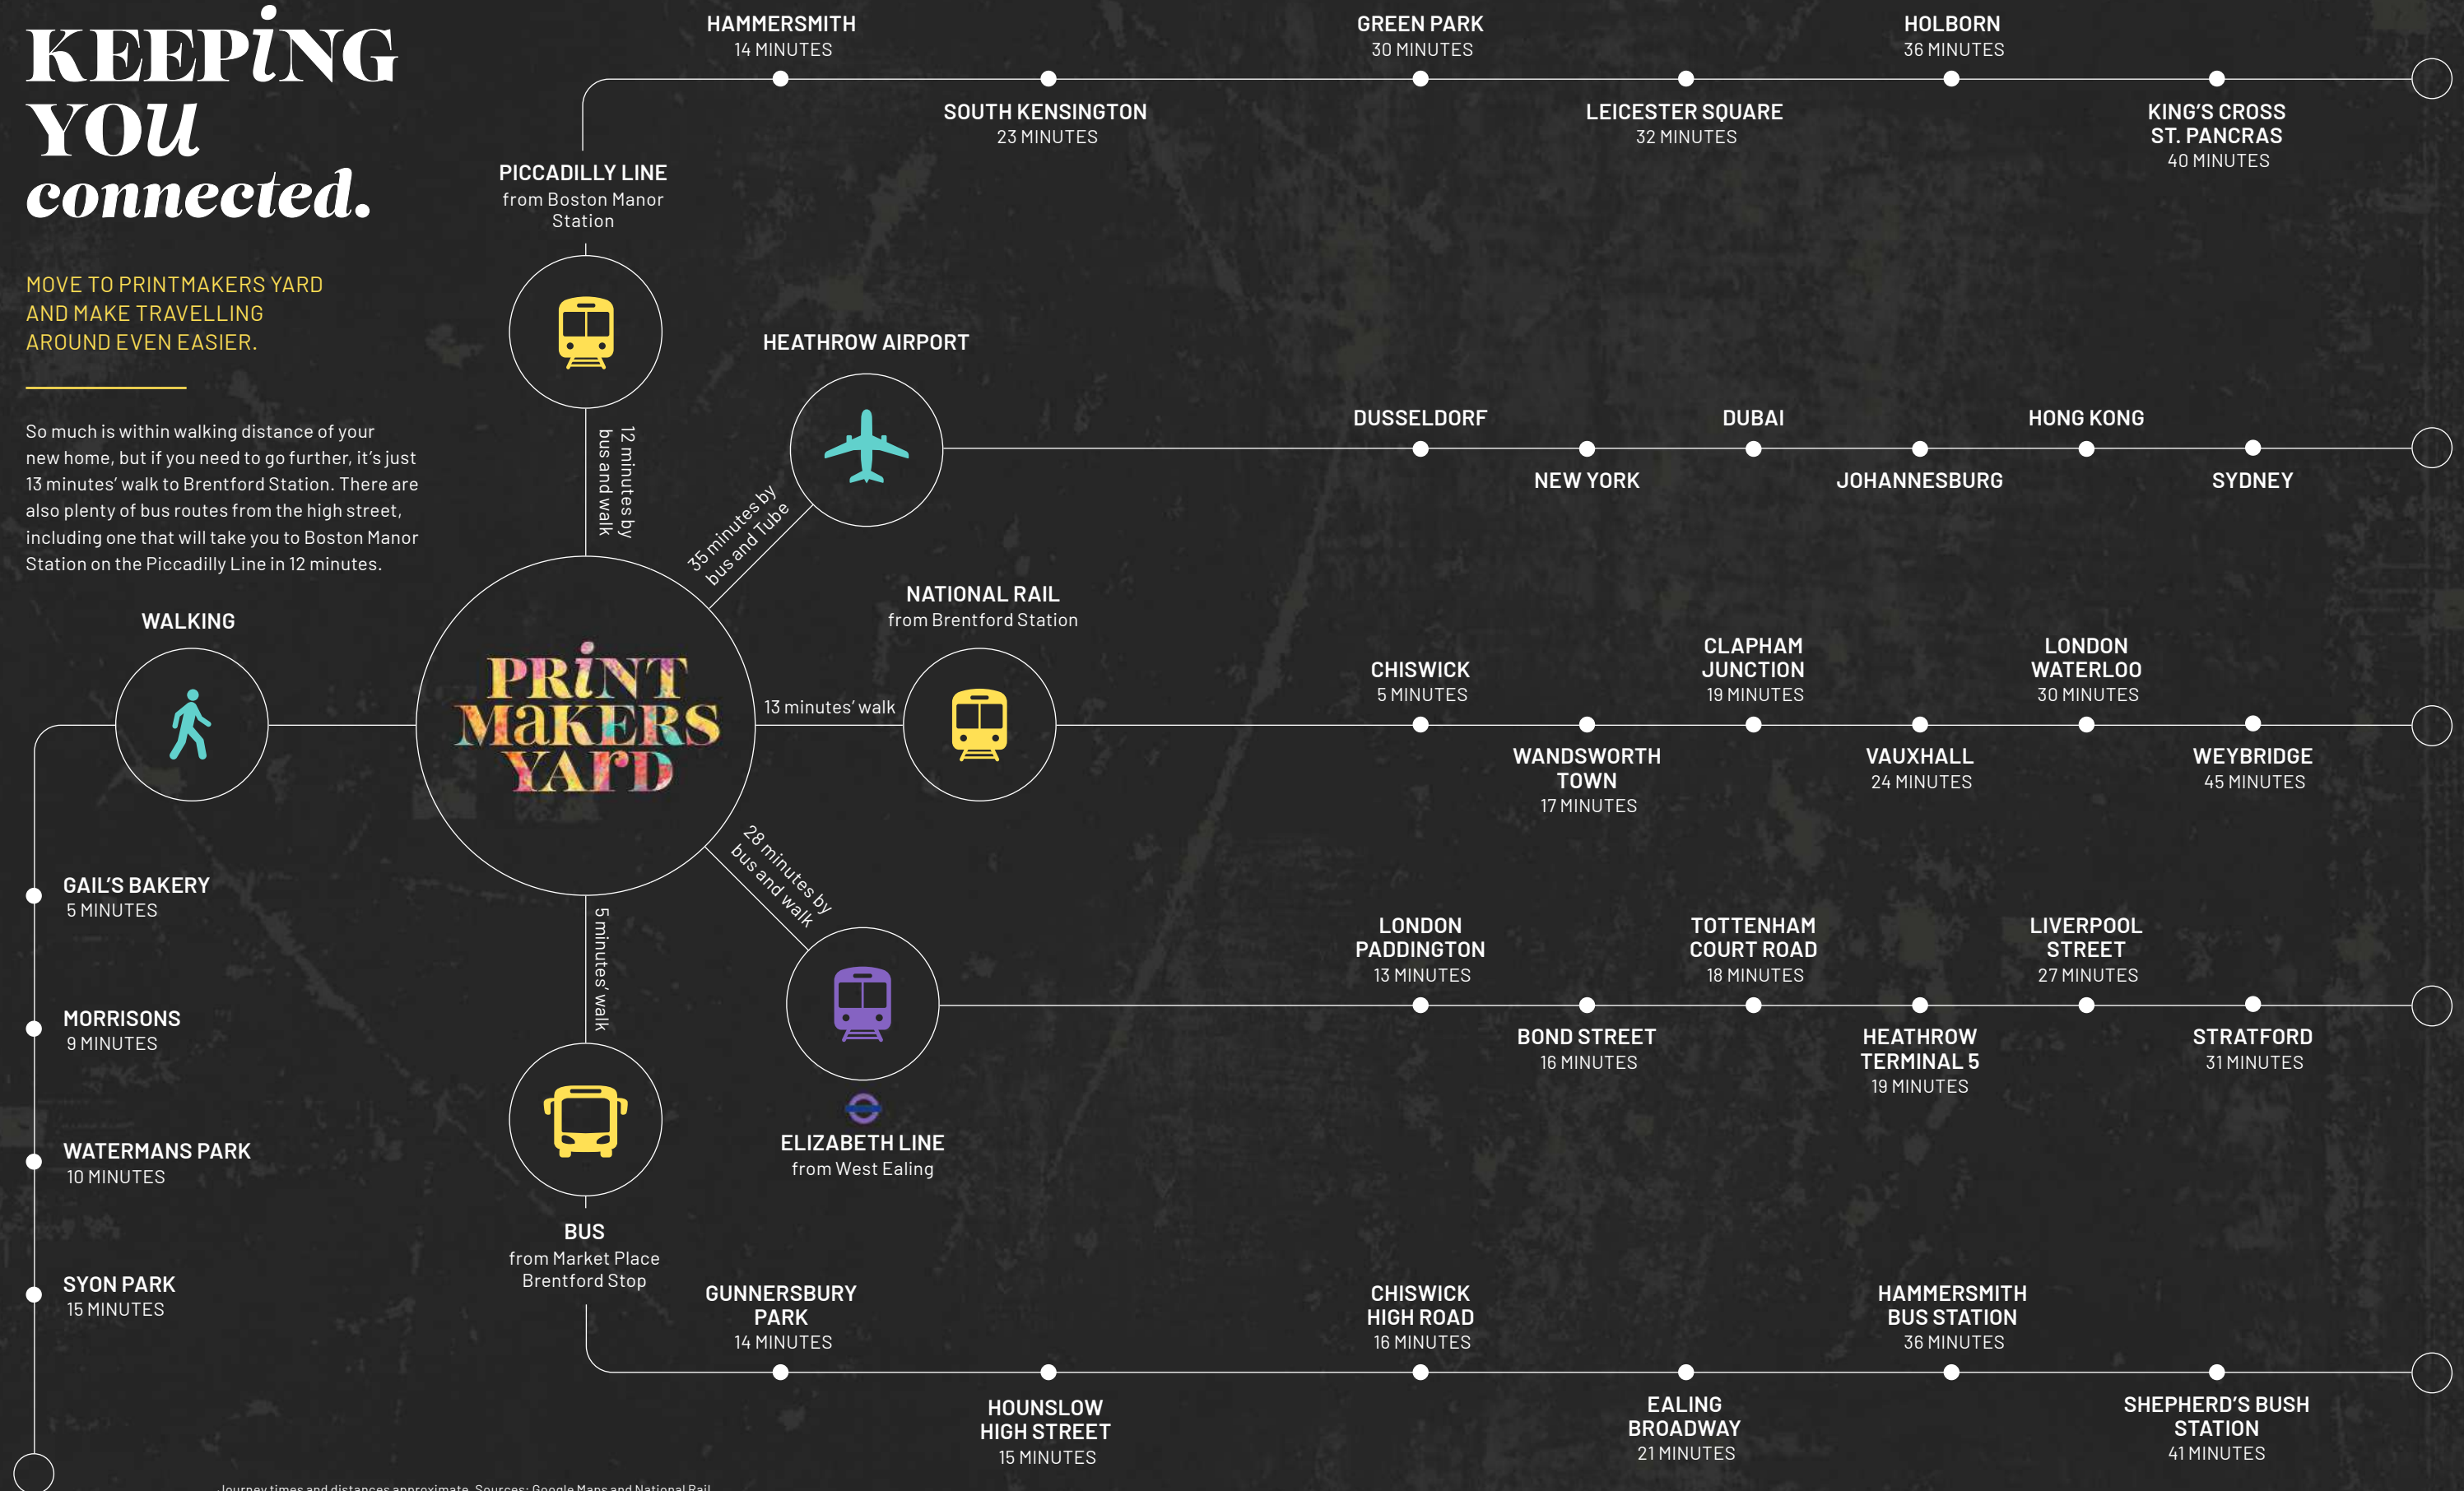 KEEPiNG
YOU
connected.
MOVE TO PRINTMAKERS YARD
AND MAKE TRAVELLING
AROUND EVEN EASIER.
So much is within walking distance of your
new home, but if you need to go further, it's just
13 minutes' walk to Brentford Station. There are
also plenty of bus routes from the high street,
including one that will take you to Boston Manor
Station on the Piccadilly Line in 12 minutes.
WALKING
GAIL'S BAKERY
5 MINUTES
MORRISONS
9 MINUTES
WATERMANS PARK
10 MINUTES
SYON PARK
15 MINUTES
PRiNT
MaKERS
YArD
PICCADILLY LINE
from Boston Manor
Station
12 minutes by
bus and walk
HAMMERSMITH
14 MINUTES
SOUTH KENSINGTON
23 MINUTES
GREEN PARK
30 MINUTES
LEICESTER SQUARE
32 MINUTES
HOLBORN
36 MINUTES
KING'S CROSS
ST. PANCRAS
40 MINUTES
HEATHROW AIRPORT
35 minutes by
bus and Tube
DUSSELDORF
NEW YORK
DUBAI
JOHANNESBURG
HONG KONG
SYDNEY
NATIONAL RAIL
from Brentford Station
13 minutes' walk
CHISWICK
5 MINUTES
WANDSWORTH
TOWN
17 MINUTES
CLAPHAM
JUNCTION
19 MINUTES
VAUXHALL
24 MINUTES
LONDON
WATERLOO
30 MINUTES
WEYBRIDGE
45 MINUTES
28 minutes by
bus and walk
ELIZABETH LINE
from West Ealing
LONDON
PADDINGTON
13 MINUTES
BOND STREET
16 MINUTES
TOTTENHAM
COURT ROAD
18 MINUTES
HEATHROW
TERMINAL 5
19 MINUTES
LIVERPOOL
STREET
27 MINUTES
STRATFORD
31 MINUTES
5 minutes' walk
BUS
from Market Place
Brentford Stop
GUNNERSBURY
PARK
14 MINUTES
HOUNSLOW
HIGH STREET
15 MINUTES
CHISWICK
HIGH ROAD
16 MINUTES
EALING
BROADWAY
21 MINUTES
HAMMERSMITH
BUS STATION
36 MINUTES
SHEPHERD'S BUSH
STATION
41 MINUTES
Journey times and distances approximate. Sources: Google Maps and National Rail